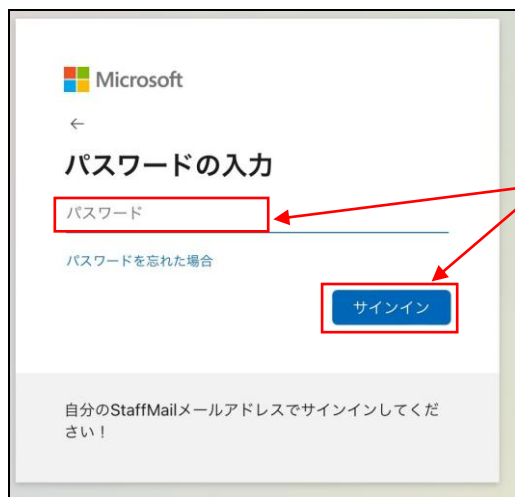 Microsoft
←
パスワードの入力
パスワード
パスワードを忘れた場合
サインイン
自分のStaffMailメールアドレスでサインインしてくだ
さい！